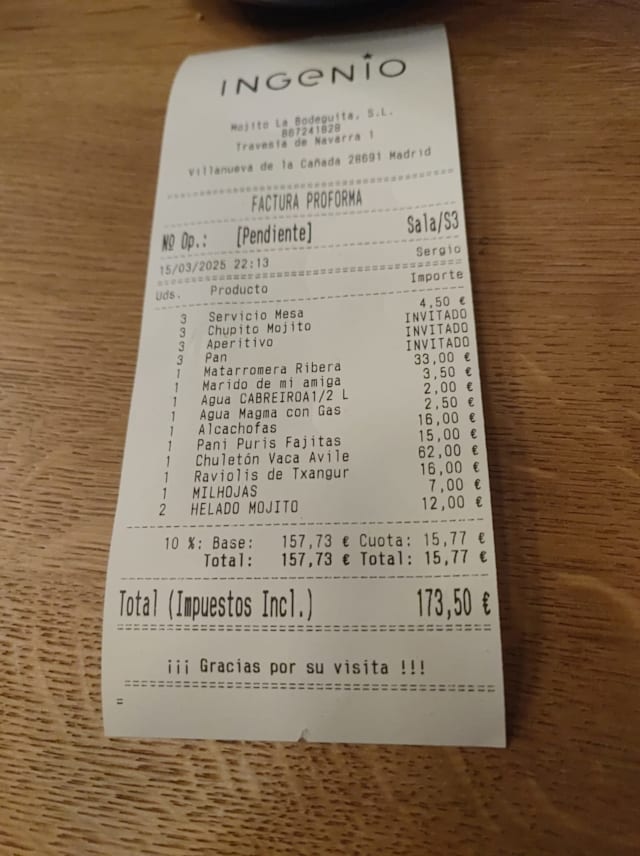 INGENIO
Mojito La Bodeguita, S.L.
B67241828
Travesia de Navarra 1
Villanueva de la Cañada 28691 Madrid
FACTURA PROFORMA
Nº Op.: [Pendiente] Sala/S3
15/03/2025 22:13 Sergio
Uds. Producto Importe
3 Servicio Mesa 4,50 €
3 Chupito Mojito INVITADO
3 Aperitivo INVITADO
3 Pan INVITADO
1 Matarromera Ribera 33,00 €
1 Marido de mi amiga 3,50 €
1 Agua CABREIROA1/2 L 2,00 €
1 Agua Magma con Gas 2,50 €
1 Alcachofas 16,00 €
1 Pani Puris Fajitas 15,00 €
1 Chuletón Vaca Avile 62,00 €
1 Raviolis de Txangur 16,00 €
1 MILHOJAS 7,00 €
2 HELADO MOJITO 12,00 €
10 %: Base: 157,73 € Cuota: 15,77 €
Total: 157,73 € Total: 15,77 €
Total (Impuestos Incl.) 173,50 €
¡¡¡ Gracias por su visita !!!